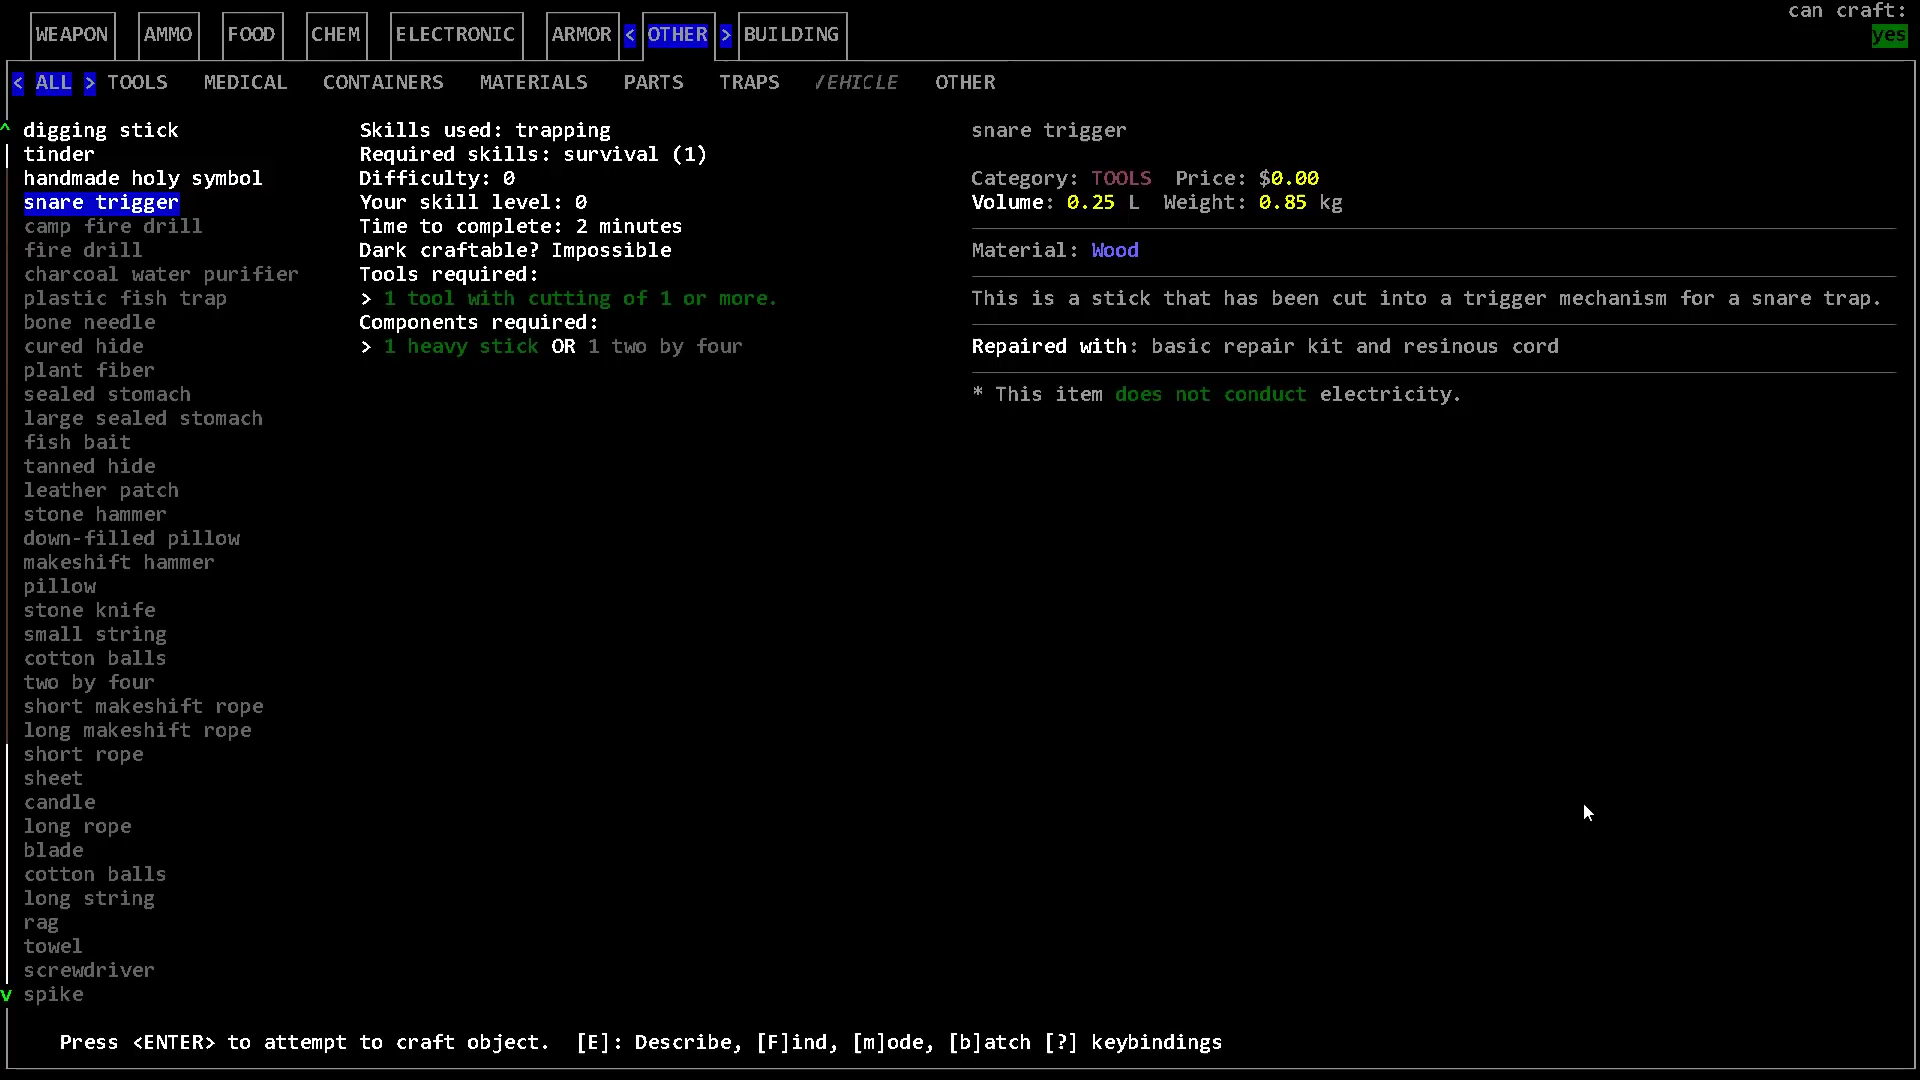 can craft:
WEAPON AMMO FOOD CHEM ELECTRONIC ARMOR < OTHER > BUILDING yes
< ALL > TOOLS MEDICAL CONTAINERS MATERIALS PARTS TRAPS VEHICLE OTHER
^ digging stick
tinder
handmade holy symbol
snare trigger
camp fire drill
fire drill
charcoal water purifier
plastic fish trap
bone needle
cured hide
plant fiber
sealed stomach
large sealed stomach
fish bait
tanned hide
leather patch
stone hammer
down-filled pillow
makeshift hammer
pillow
stone knife
small string
cotton balls
two by four
short makeshift rope
long makeshift rope
short rope
sheet
candle
long rope
blade
cotton balls
long string
rag
towel
screwdriver
v spike
Skills used: trapping
Required skills: survival (1)
Difficulty: 0
Your skill level: 0
Time to complete: 2 minutes
Dark craftable? Impossible
Tools required:
> 1 tool with cutting of 1 or more.
Components required:
> 1 heavy stick OR 1 two by four
snare trigger
Category: TOOLS Price: $0.00
Volume: 0.25 L Weight: 0.85 kg
Material: Wood
This is a stick that has been cut into a trigger mechanism for a snare trap.
Repaired with: basic repair kit and resinous cord
* This item does not conduct electricity.
Press <ENTER> to attempt to craft object. [E]: Describe, [F]ind, [m]ode, [b]atch [?] keybindings